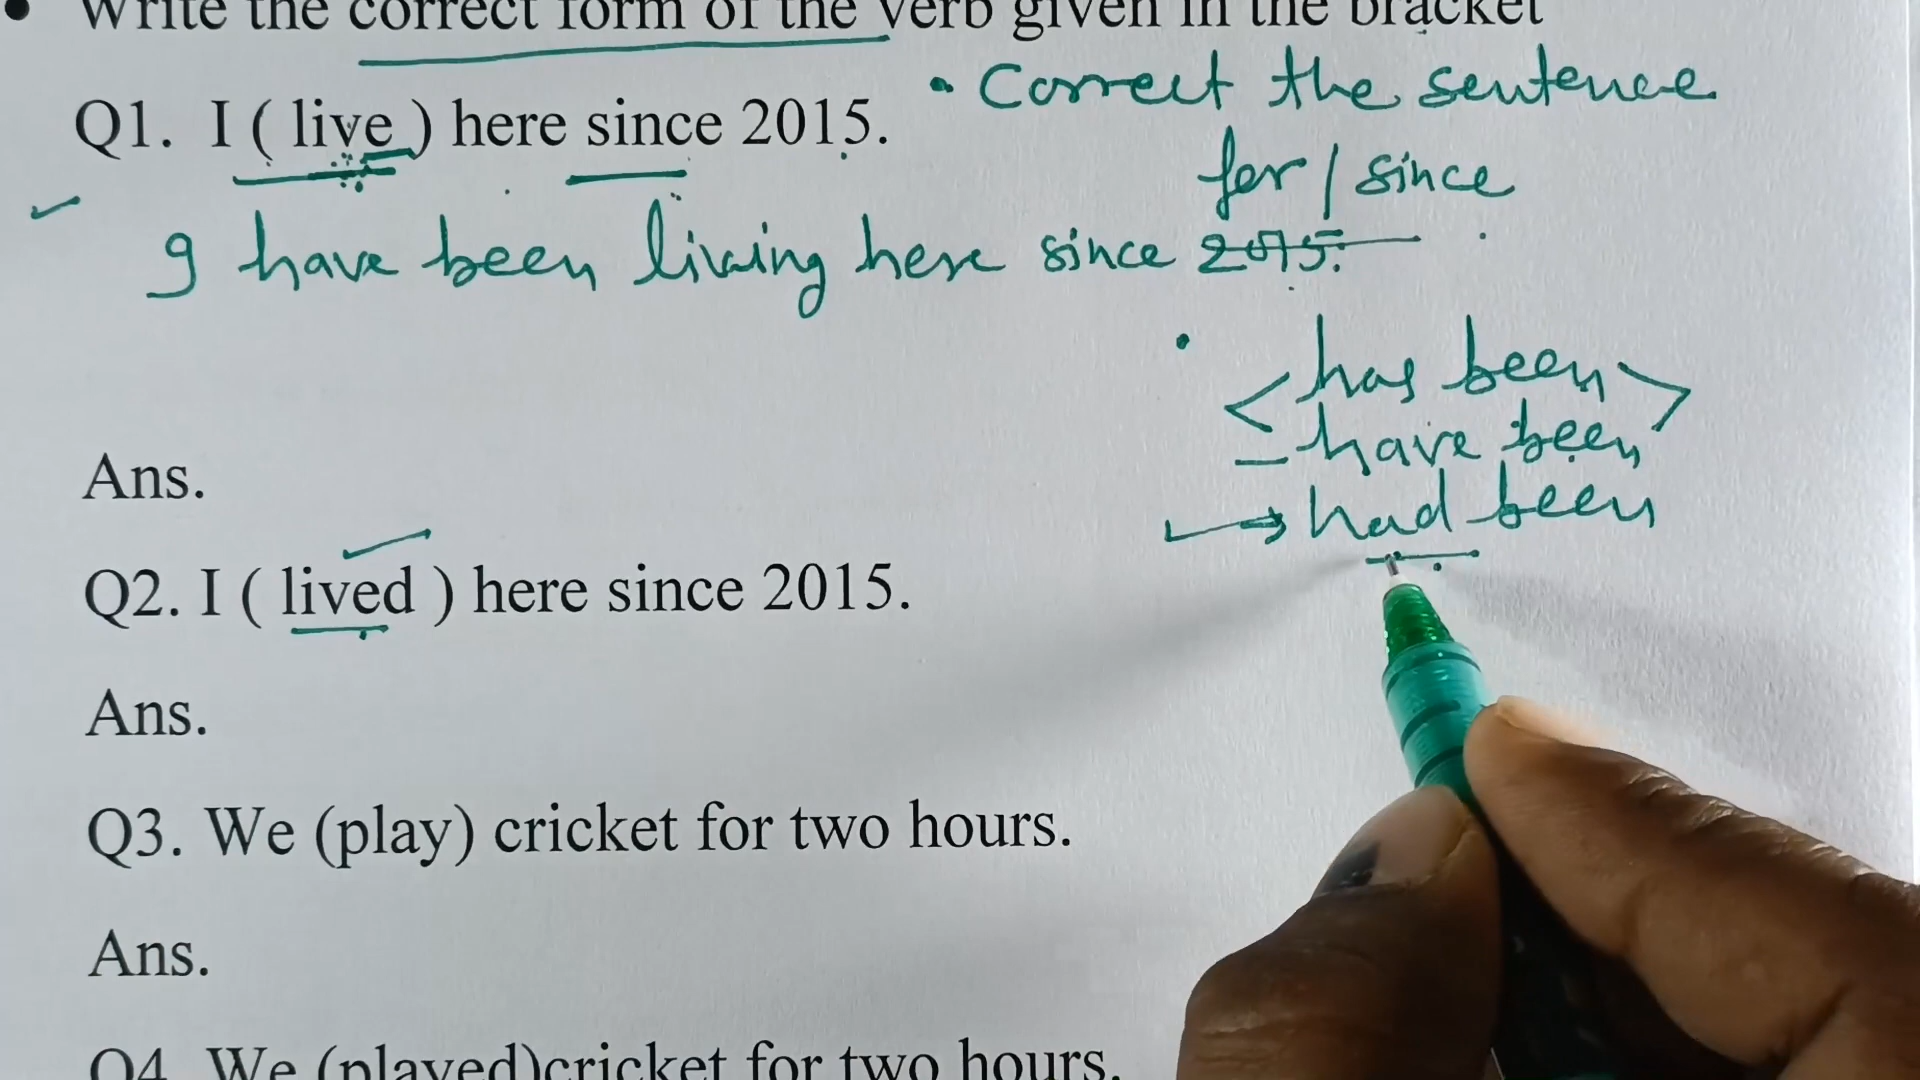 • Write the correct form of the verb given in the bracket
• Correct the sentence
Q1. I ( live ) here since 2015.
for / since
I have been living here since 2015.
• has been
have been
Ans.
had been
Q2. I ( lived ) here since 2015.
Ans.
Q3. We (play) cricket for two hours.
Ans.
Q4. We (played)cricket for two hours.